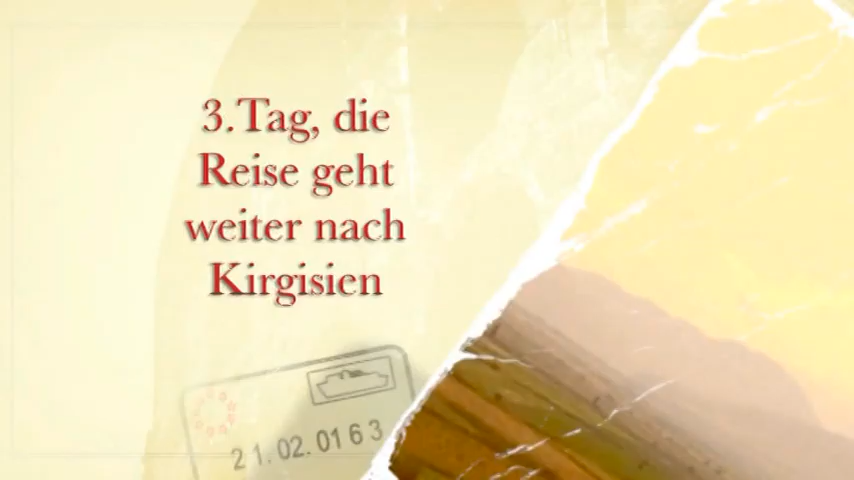 3.Tag, die
Reise geht
weiter nach
Kirgisien
21.02.0163